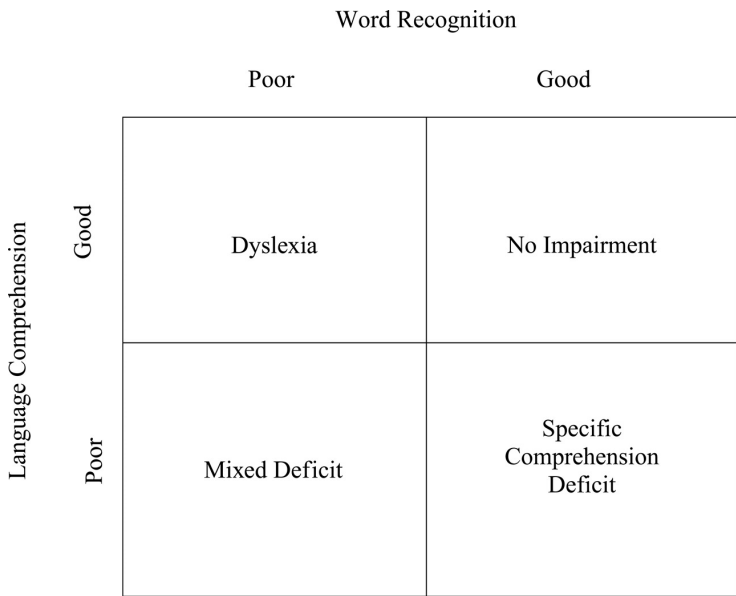 Word Recognition
Poor Good
Good
Dyslexia No Impairment
Language Comprehension
Poor
Mixed Deficit
Specific
Comprehension
Deficit